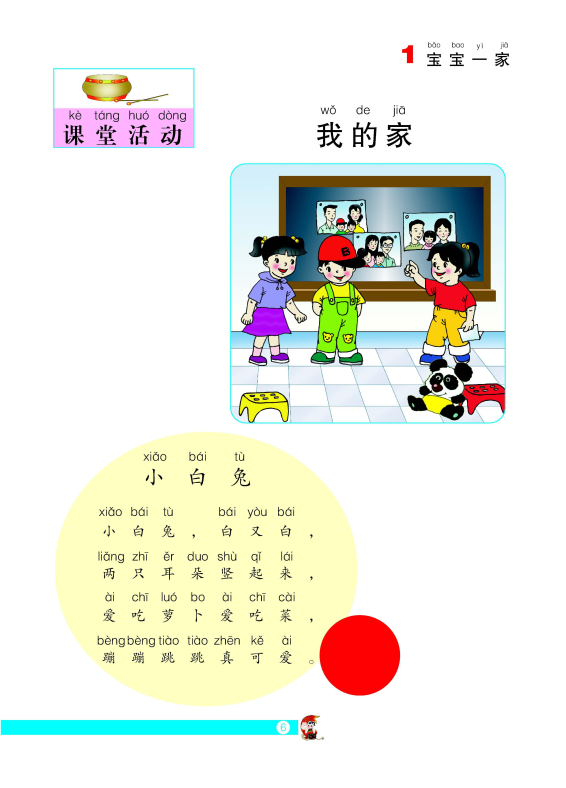 bǎo bao yì jiā
1 宝宝一家
kè táng huó dòng
课堂活动
wǒ de jiā
我的家
B
xiǎo bái tù
小白兔
xiǎo bái tù bái yòu bái
小白兔，白又白，
liǎng zhī ěr duo shù qǐ lái
两只耳朵竖起来，
ài chī luó bo ài chī cài
爱吃萝卜爱吃菜，
bèng bèng tiào tiào zhēn kě ài
蹦蹦跳跳真可爱。
6